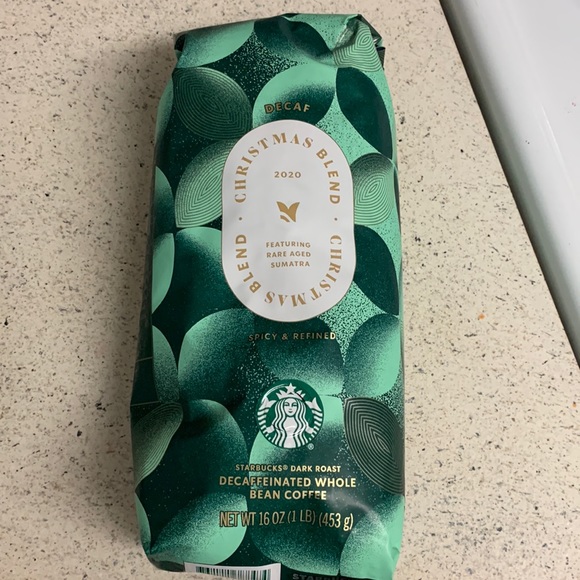 DECAF
CHRISTMAS BLEND · CHRISTMAS BLEND ·
2020
FEATURING
RARE AGED
SUMATRA
SPICY & REFINED
®
STARBUCKS® DARK ROAST
DECAFFEINATED WHOLE
BEAN COFFEE
NET WT 16 OZ (1 LB) (453 g)